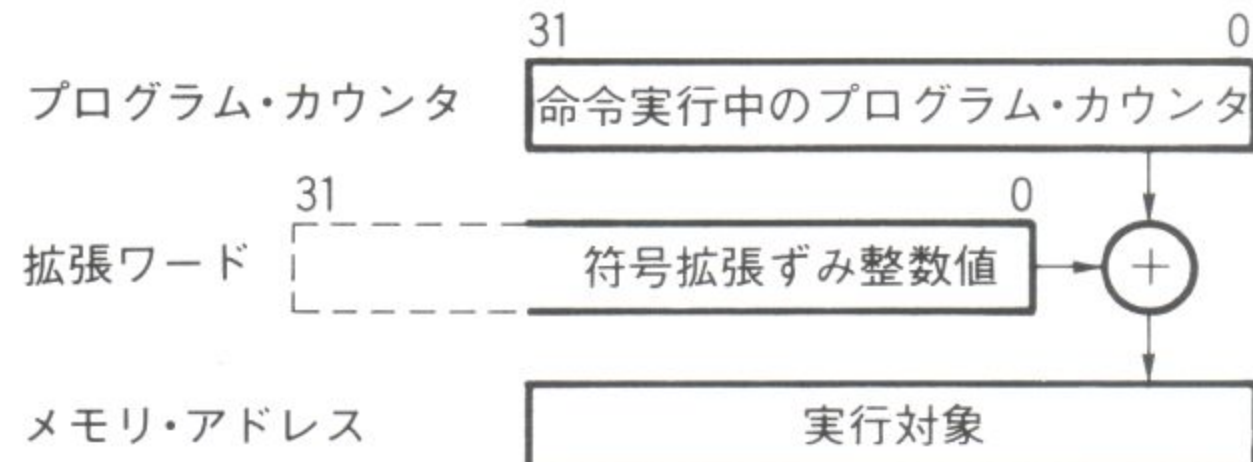 31 0
プログラム・カウンタ 命令実行中のプログラム・カウンタ
31 0
拡張ワード 符号拡張ずみ整数値 +
メモリ・アドレス 実行対象